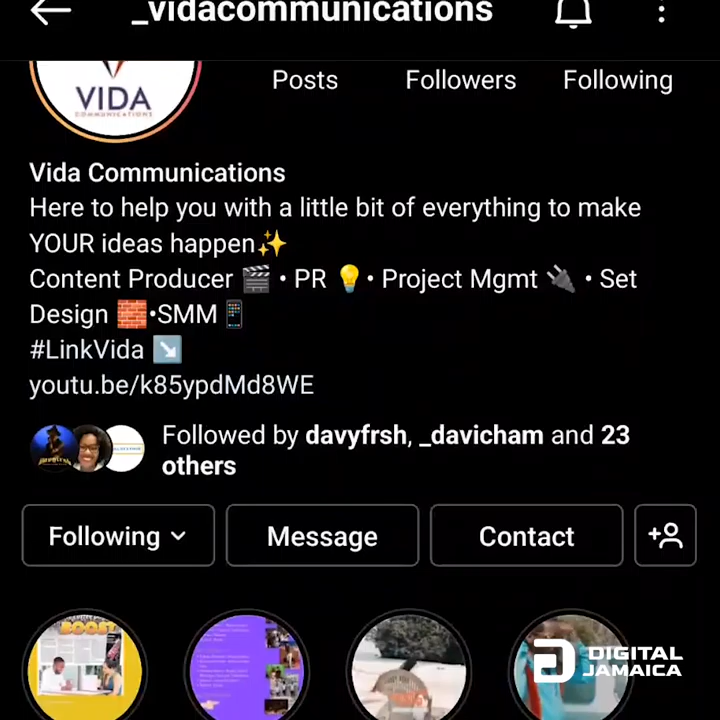 _vidacommunications
Posts Followers Following
VIDA
COMMUNICATIONS
Vida Communications
Here to help you with a little bit of everything to make
YOUR ideas happen✨
Content Producer 🎬 • PR 💡 • Project Mgmt 🔌 • Set
Design 🧱•SMM📱
#LinkVida ↘️
youtu.be/k85ypdMd8WE
Followed by davyfrsh, _davicham and 23
others
Following Message Contact
BOOST
DIGITAL
JAMAICA